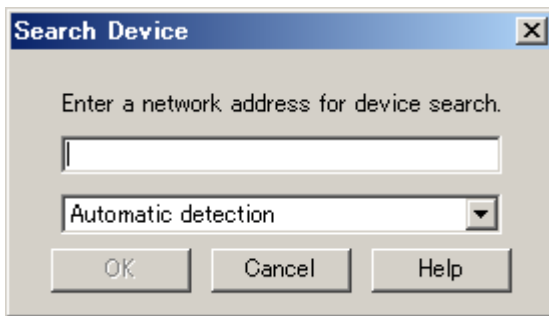 Search Device
Enter a network address for device search.
Automatic detection
OK Cancel Help